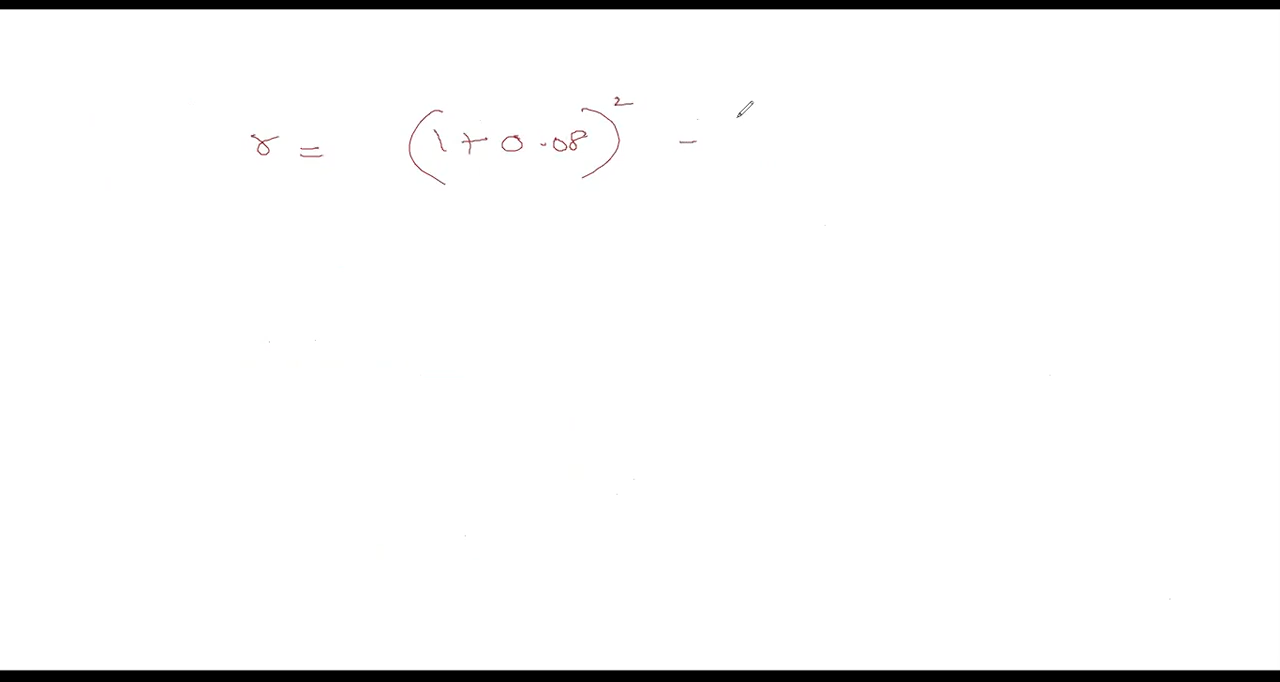 r = (1 + 0.08)² -